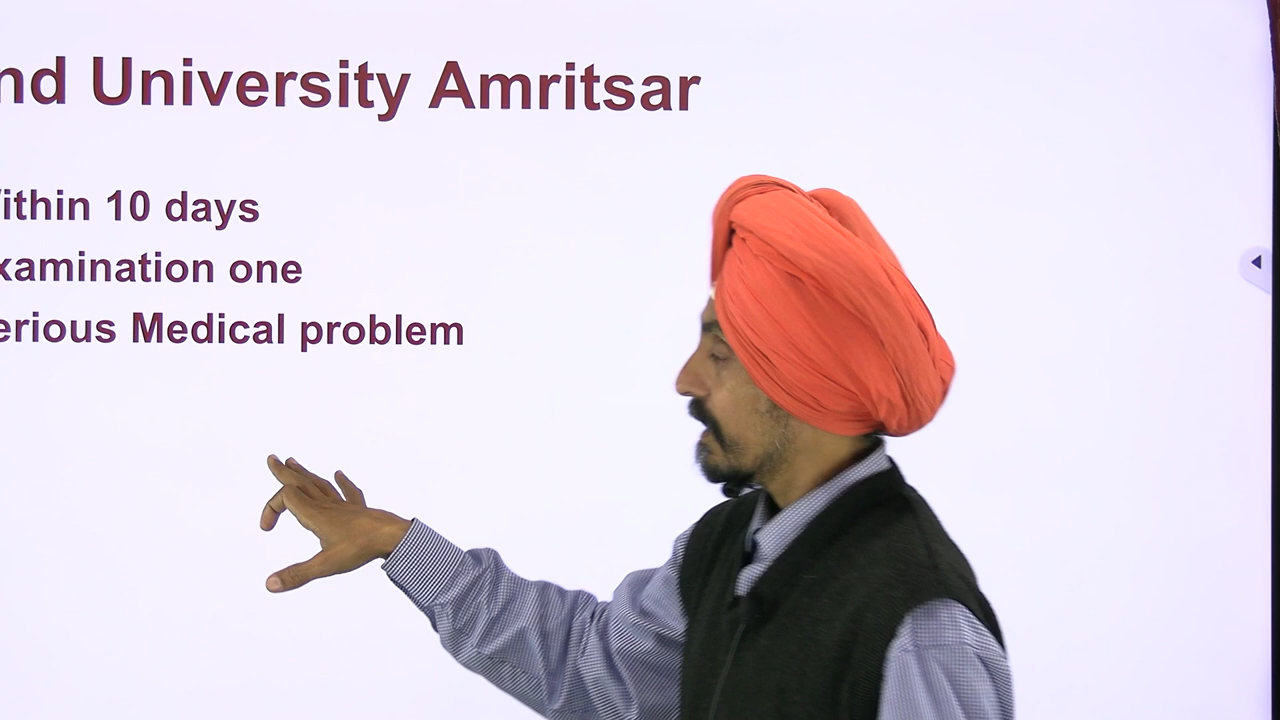 nd University Amritsar
ithin 10 days
xamination one
erious Medical problem